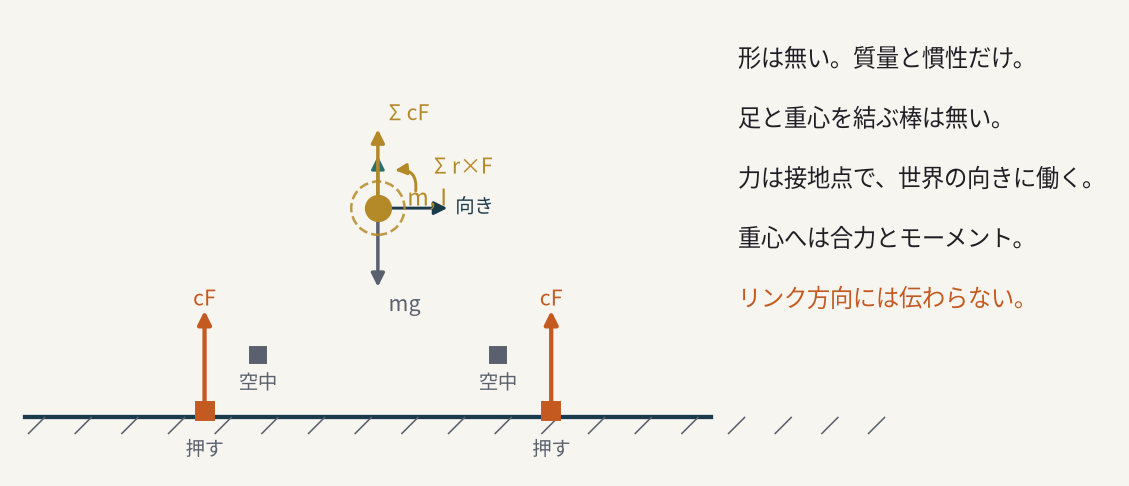 Σ cF
Σ r×F
m, I
向き
mg
cF
cF
空中
空中
押す
押す
形は無い。質量と慣性だけ。
足と重心を結ぶ棒は無い。
力は接地点で、世界の向きに働く。
重心へは合力とモーメント。
リンク方向には伝わらない。